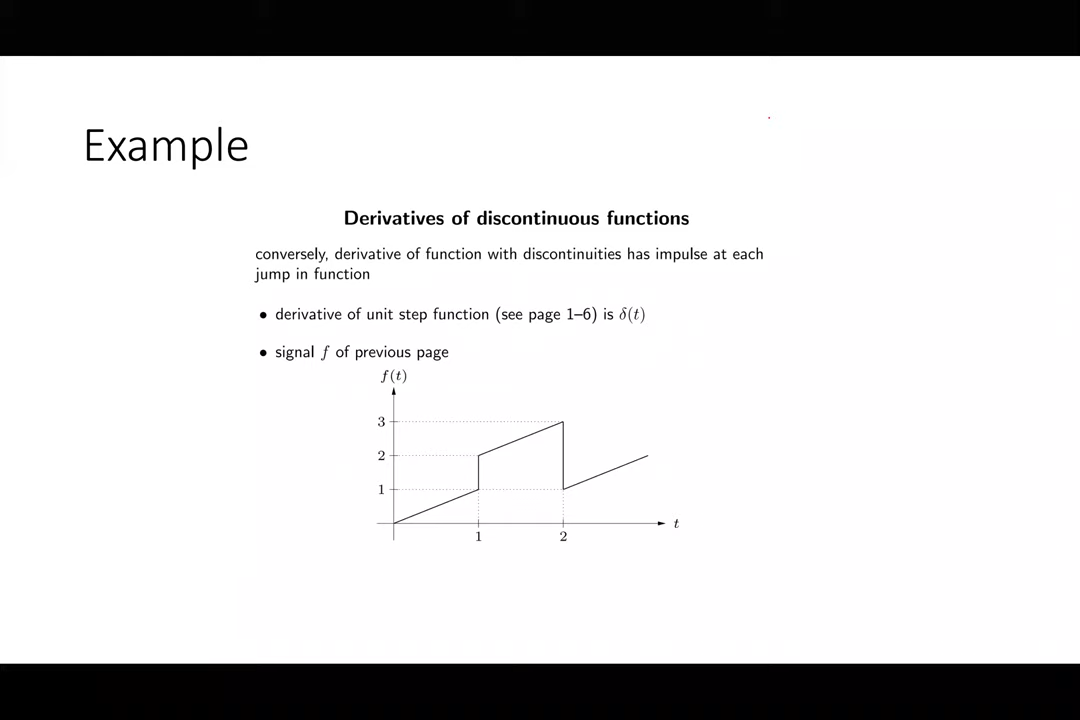 Example
Derivatives of discontinuous functions
conversely, derivative of function with discontinuities has impulse at each
jump in function
• derivative of unit step function (see page 1–6) is δ(t)
• signal f of previous page
f(t)
3
2
1
t
1
2